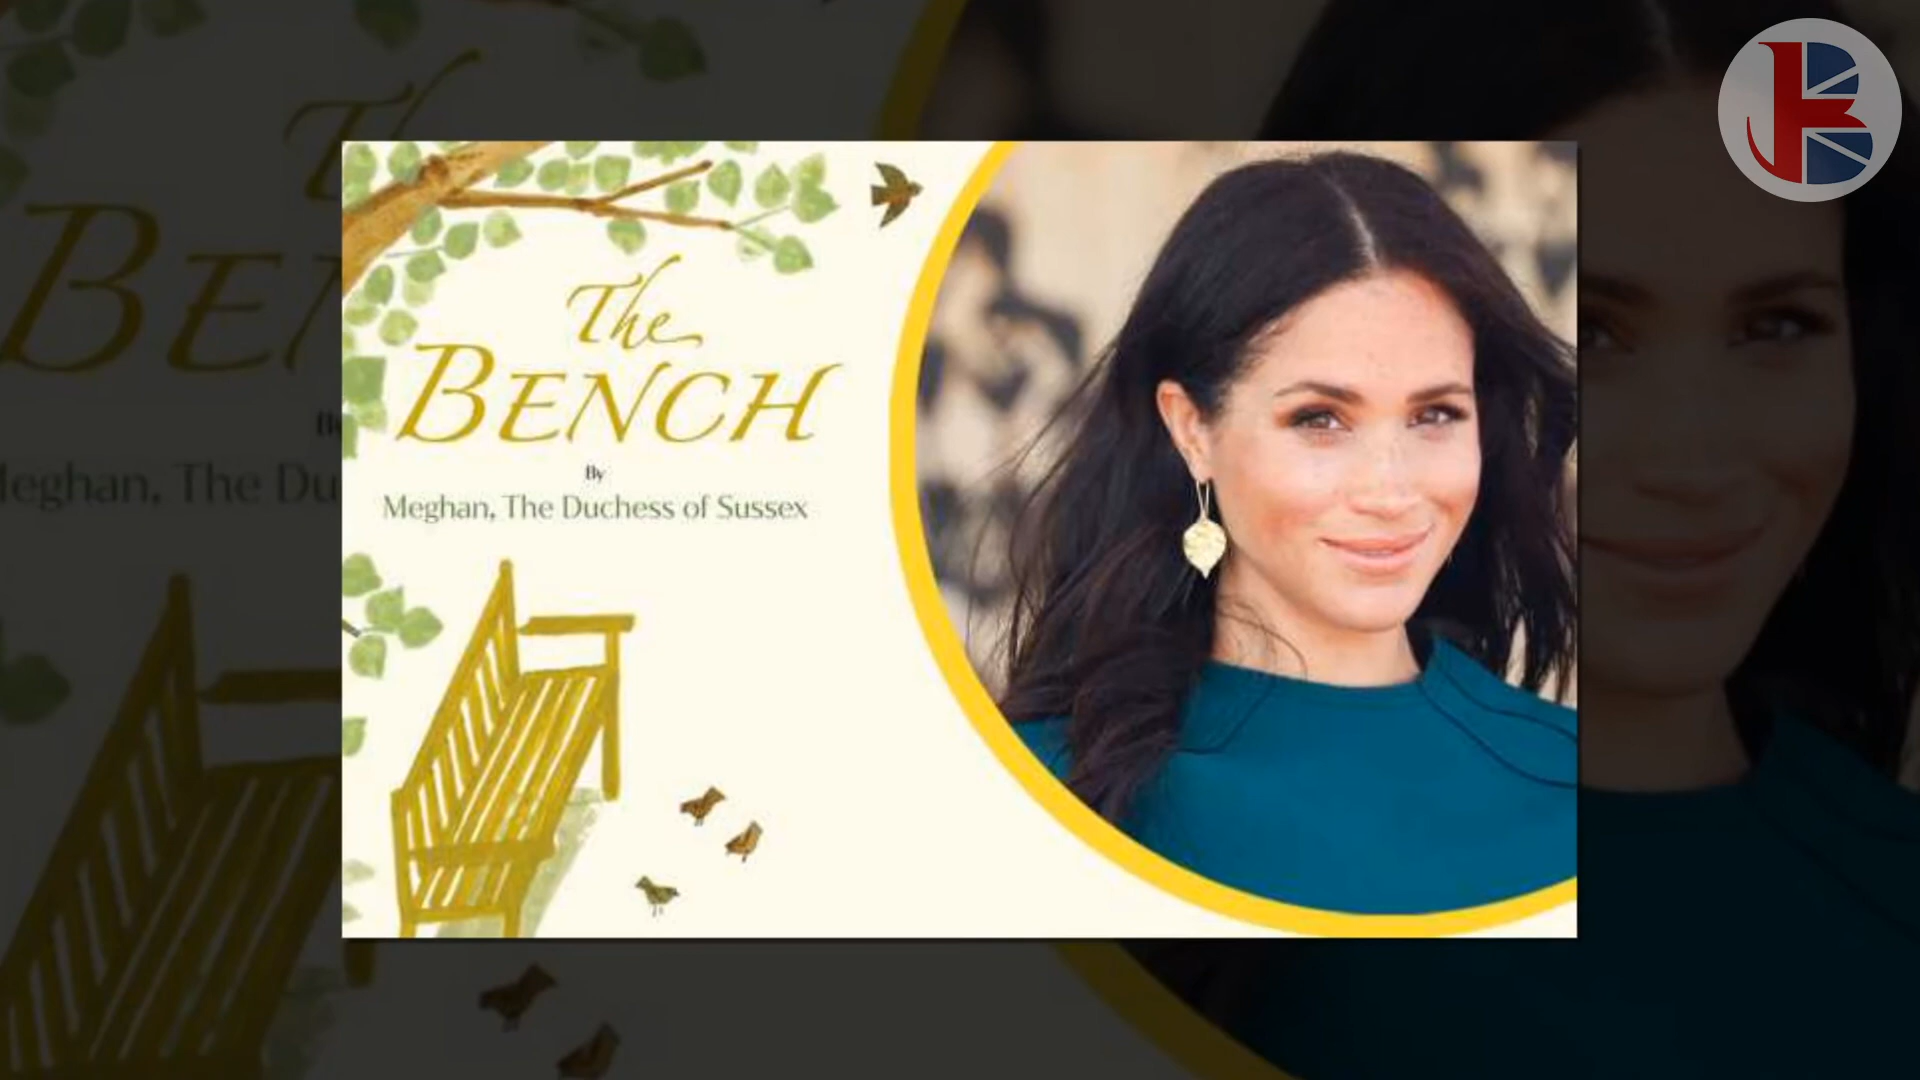 The
BENCH
By
Meghan, The Duchess of Sussex